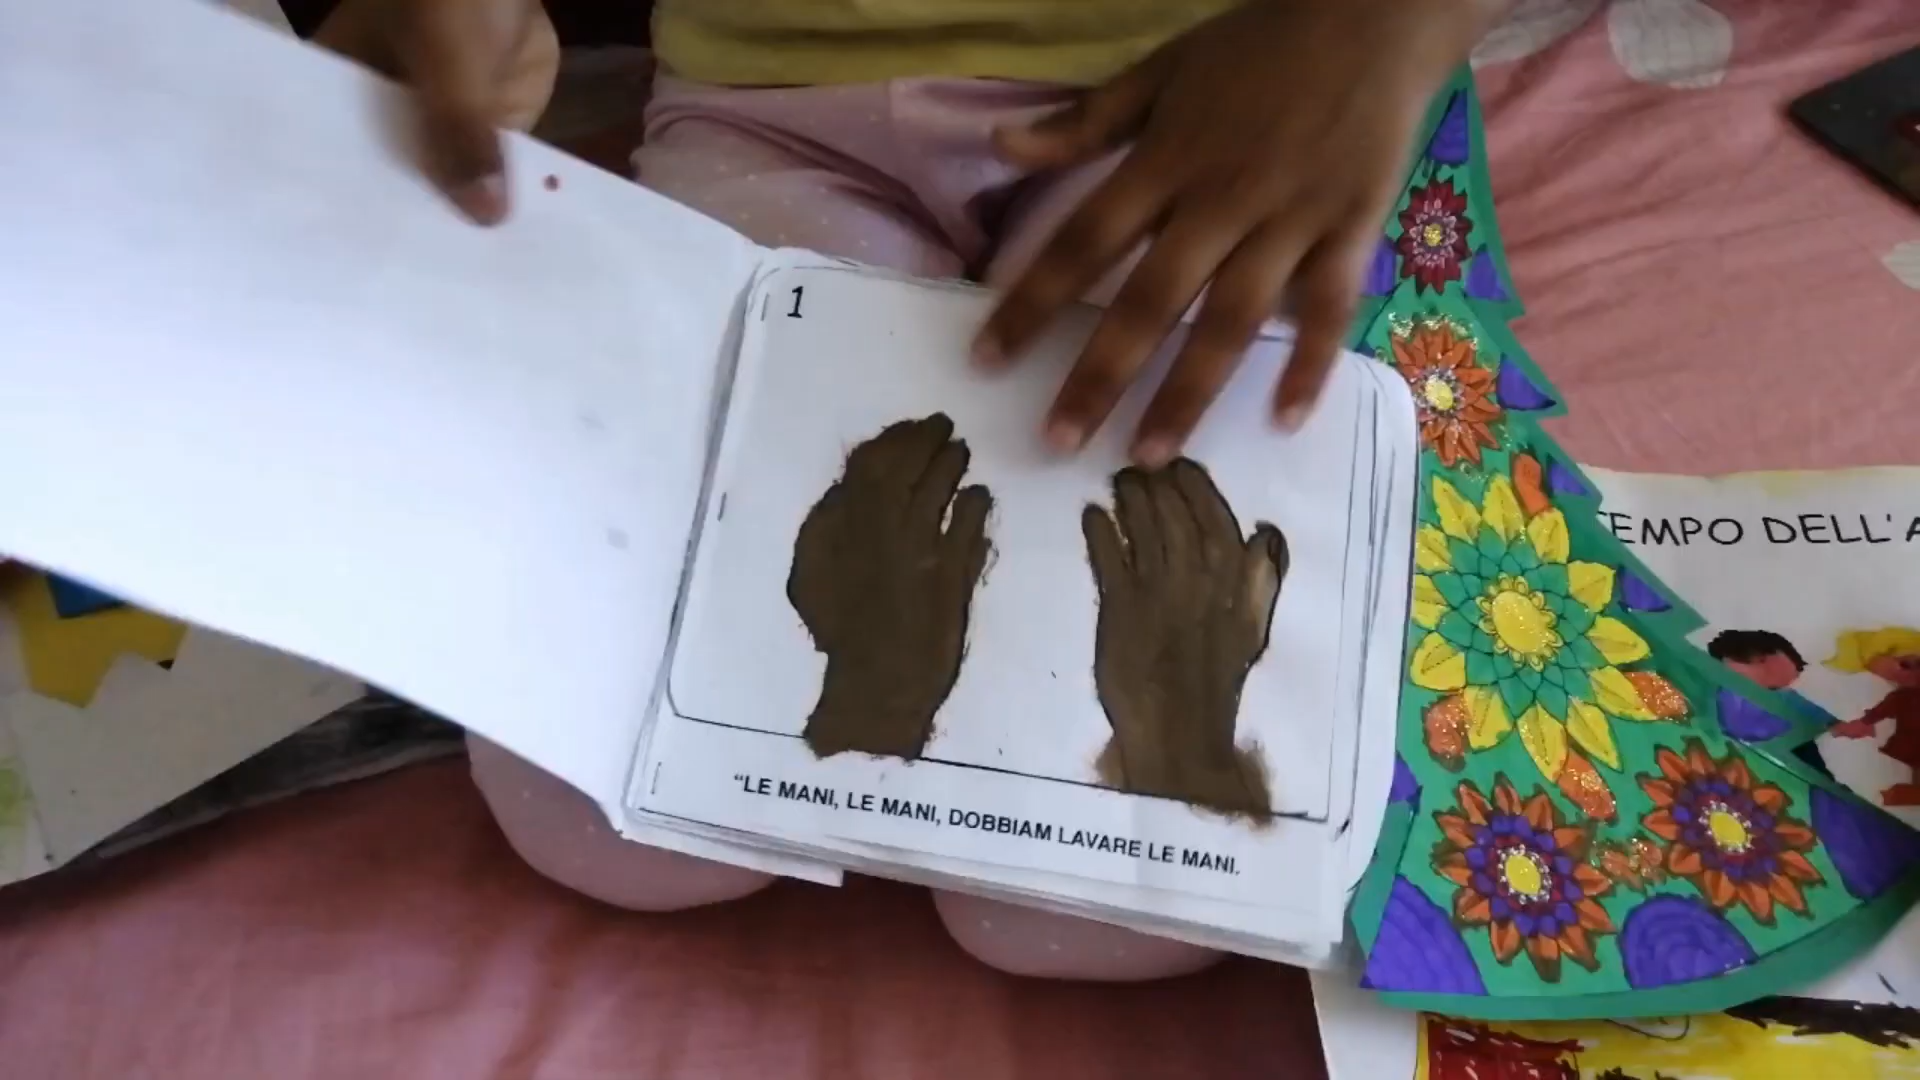 1
“LE MANI, LE MANI, DOBBIAM LAVARE LE MANI.
TEMPO DELL'A